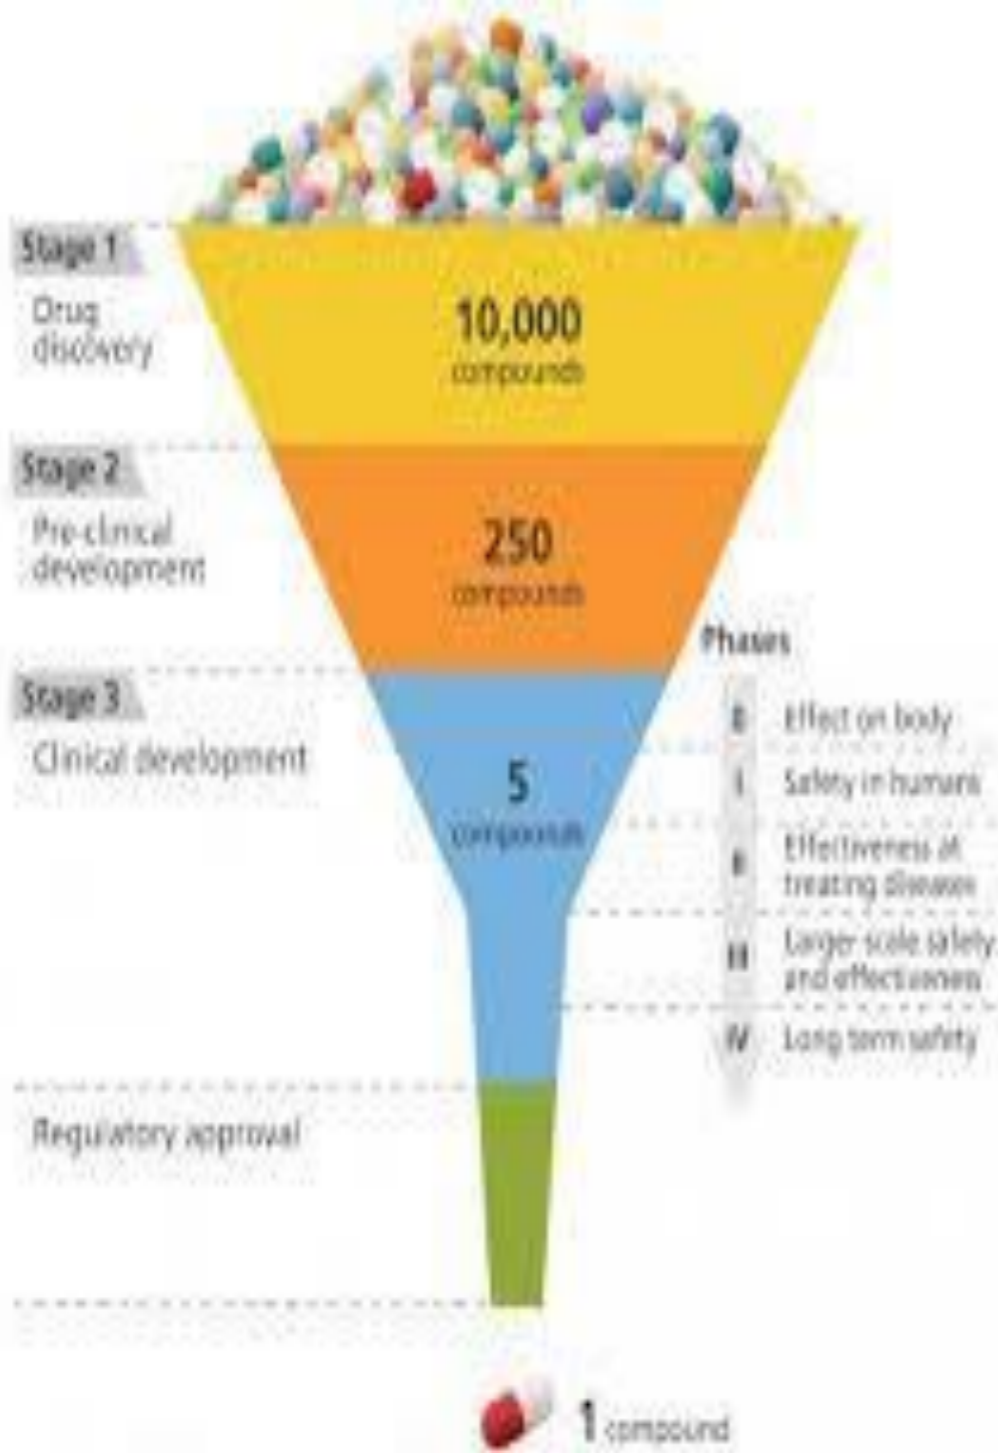 Stage 1
Drug
discovery
10,000
compounds
Stage 2
Pre-clinical
development
250
compounds
Stage 3
Clinical development
5
compounds
Phases
0 Effect on body
I Safety in humans
II Effectiveness at
treating diseases
III Larger scale safety
and effectiveness
IV Long term safety
Regulatory approval
1 compound